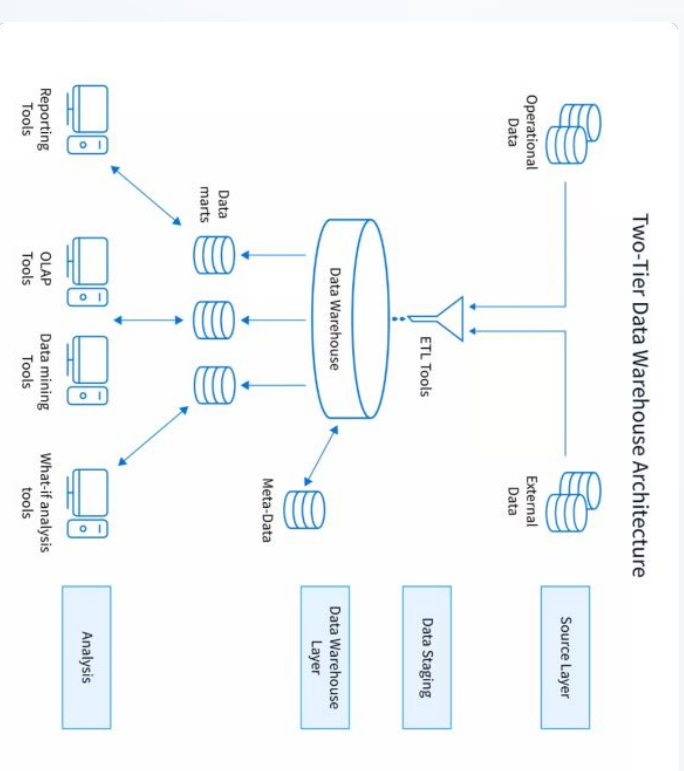 Two-Tier Data Warehouse Architecture
Operational
Data
External
Data
Source Layer
ETL Tools
Data Staging
Data Warehouse
Meta-Data
Data Warehouse
Layer
Data
marts
Reporting
Tools
OLAP
Tools
Data mining
Tools
What-if analysis
tools
Analysis